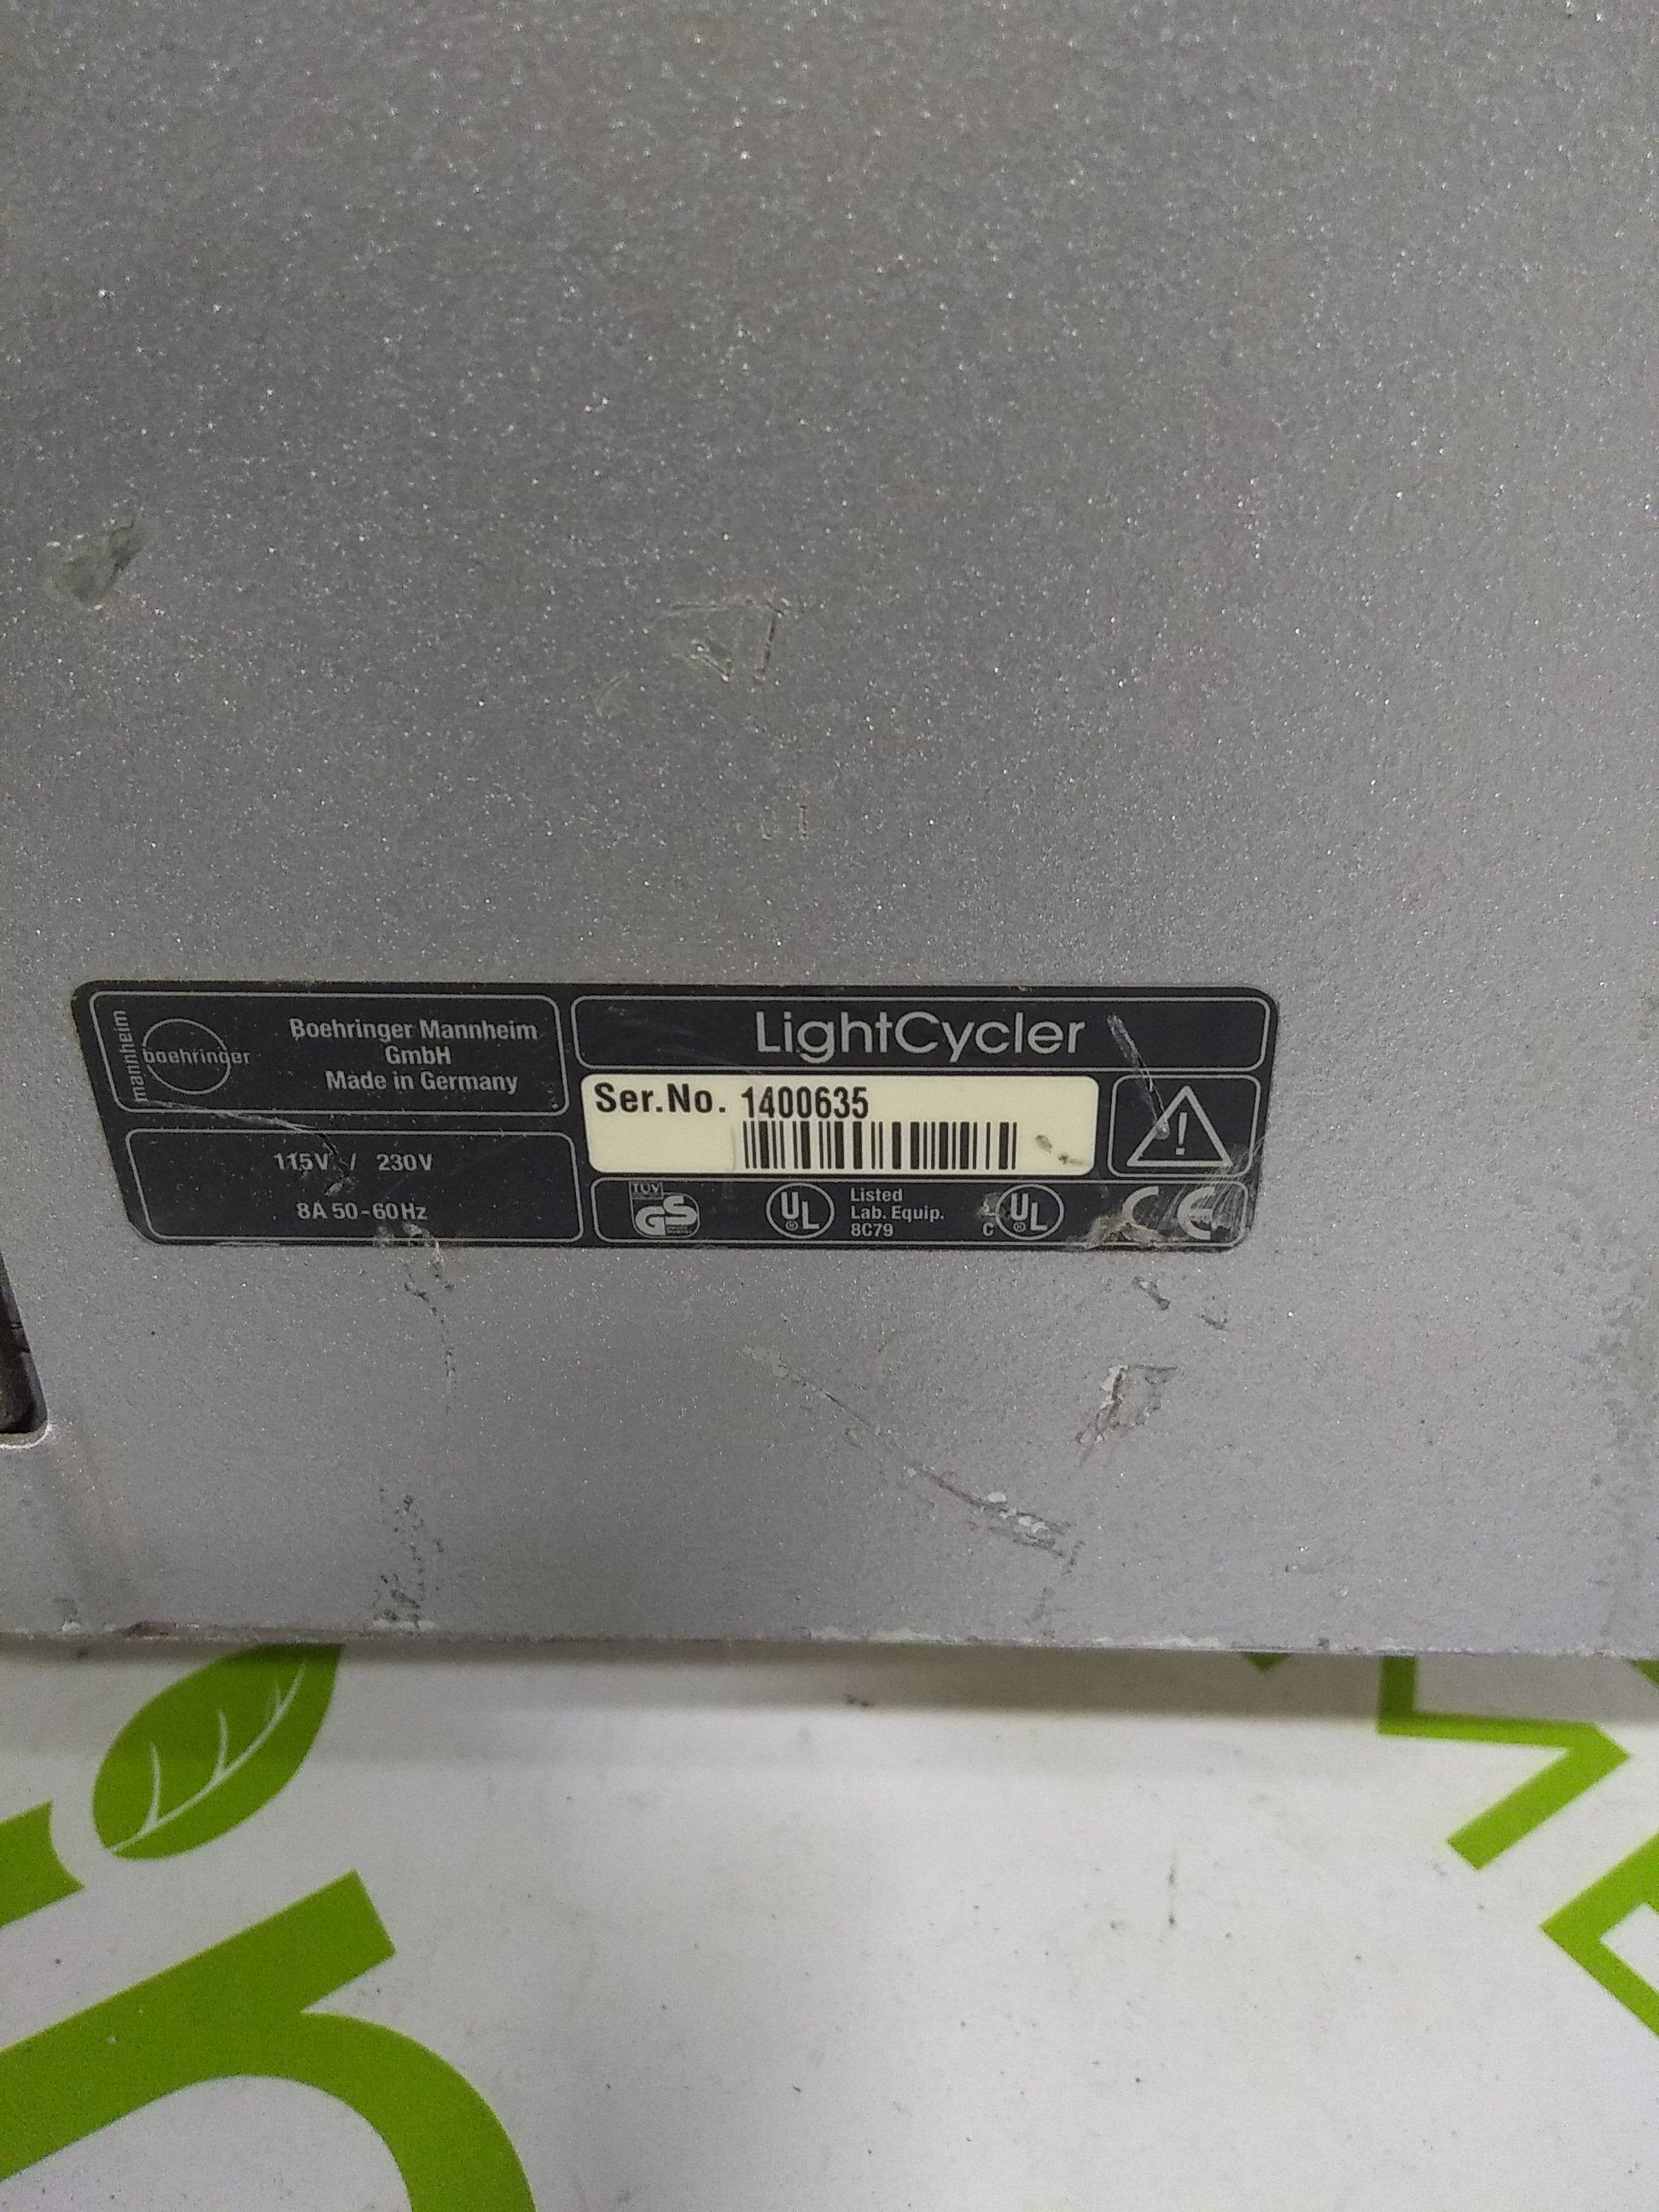 mannheim
boehringer
Boehringer Mannheim
GmbH
Made in Germany
115V / 230V
8A 50-60Hz
LightCycler
Ser.No. 1400635
!
TÜV
GS
UL
®
Listed
Lab. Equip.
8C79
C
UL
®
CE